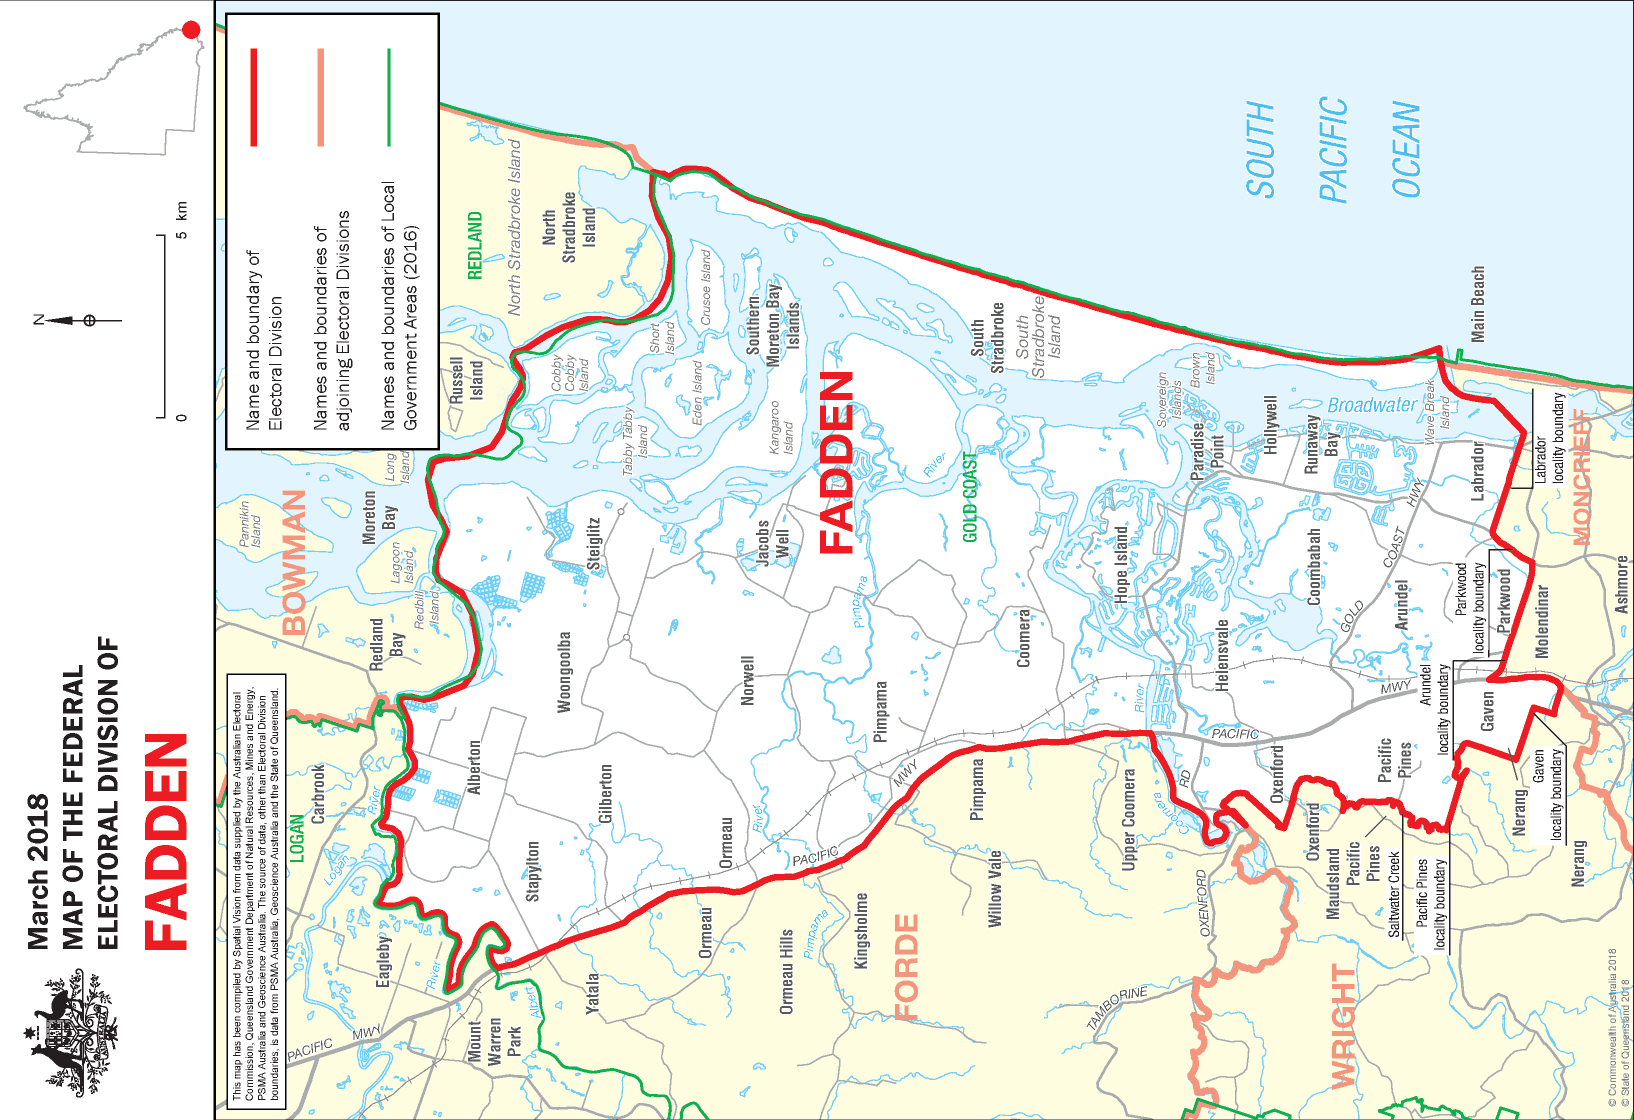 March 2018
MAP OF THE FEDERAL
ELECTORAL DIVISION OF
FADDEN
N
0
5 km
This map has been compiled by Spatial Vision from data supplied by the Australian Electoral
Commission, Queensland Government Department of Natural Resources, Mines and Energy,
PSMA Australia and Geoscience Australia. The source of data, other than Electoral Division
boundaries, is data from PSMA Australia, Geoscience Australia and the State of Queensland.
Name and boundary of
Electoral Division
Names and boundaries of
adjoining Electoral Divisions
Names and boundaries of Local
Government Areas (2016)
BOWMAN
Pannikin
Island
Long
Island
Moreton
Bay
Lagoon
Island
Redbill
Island
Redland
Bay
Russell
Island
REDLAND
North Stradbroke Island
North
Stradbroke
Island
LOGAN
Carbrook
Logan
River
Eagleby
River
PACIFIC
MWY
Mount
Warren
Park
Albert
Alberton
Stapylton
Yatala
Woongoolba
Steiglitz
Gilberton
Cobby
Cobby
Island
Short
Island
Crusoe Island
Tabby Tabby
Island
Eden Island
Southern
Moreton Bay
Islands
Kangaroo
Island
Jacobs
Well
Norwell
Ormeau
Ormeau
River
PACIFIC
MWY
Ormeau Hills
Pimpama
Kingsholme
FORDE
FADDEN
Pimpama
River
GOLD COAST
Pimpama
Pimpama
Willow Vale
South
Stradbroke
South
Stradbroke
Island
Coomera
Hope Island
River
Upper Coomera
Coomera
RD
OXENFORD
TAMBORINE
Sovereign
Islands
Brown
Island
Paradise
Point
Hollywell
Runaway
Bay
Broadwater
Wave Break
Island
Main Beach
SOUTH
PACIFIC
OCEAN
Coombabah
Helensvale
PACIFIC
MWY
Oxenford
Oxenford
GOLD
COAST
HWY
Arundel
Labrador
Labrador
locality boundary
MONCRIEFF
Parkwood
locality boundary
Parkwood
Molendinar
Ashmore
Arundel
locality boundary
Gaven
Gaven
locality boundary
Pacific
Pines
Nerang
Nerang
Maudsland
Pacific
Pines
Saltwater Creek
Pacific Pines
locality boundary
WRIGHT
© Commonwealth of Australia 2018
© State of Queensland 2018